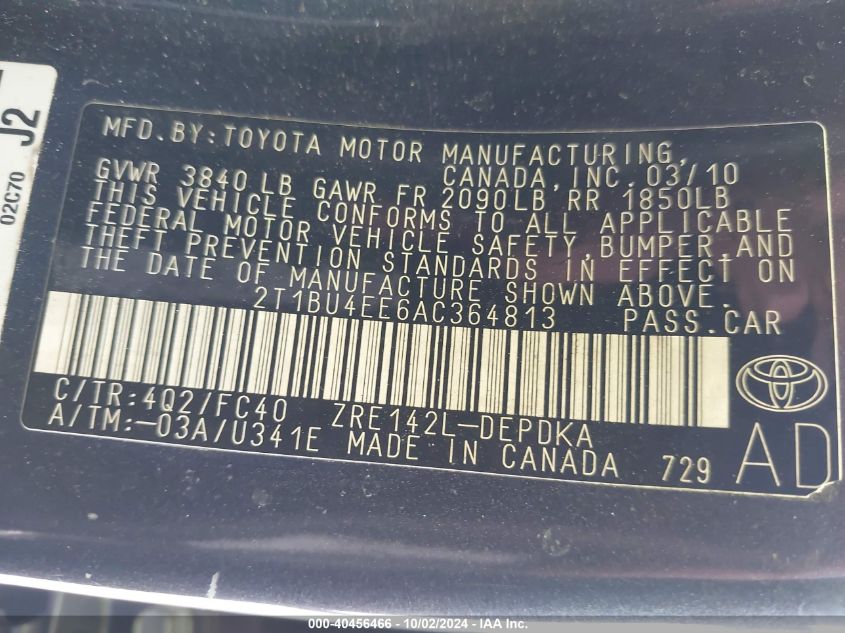 J2
02C70
MFD.BY:TOYOTA MOTOR MANUFACTURING,
CANADA,INC.03/10
GVWR 3840 LB GAWR FR 2090LB RR 1850LB
THIS VEHICLE CONFORMS TO ALL APPLICABLE
FEDERAL MOTOR VEHICLE SAFETY,BUMPER,AND
THEFT PREVENTION STANDARDS IN EFFECT ON
THE DATE OF MANUFACTURE SHOWN ABOVE.
2T1BU4EE6AC364813 PASS.CAR
C/TR:4Q2/FC40 ZRE142L-DEPDKA
A/TM:-03A/U341E MADE IN CANADA 729
AD
000-40456466 - 10/02/2024 - IAA Inc.